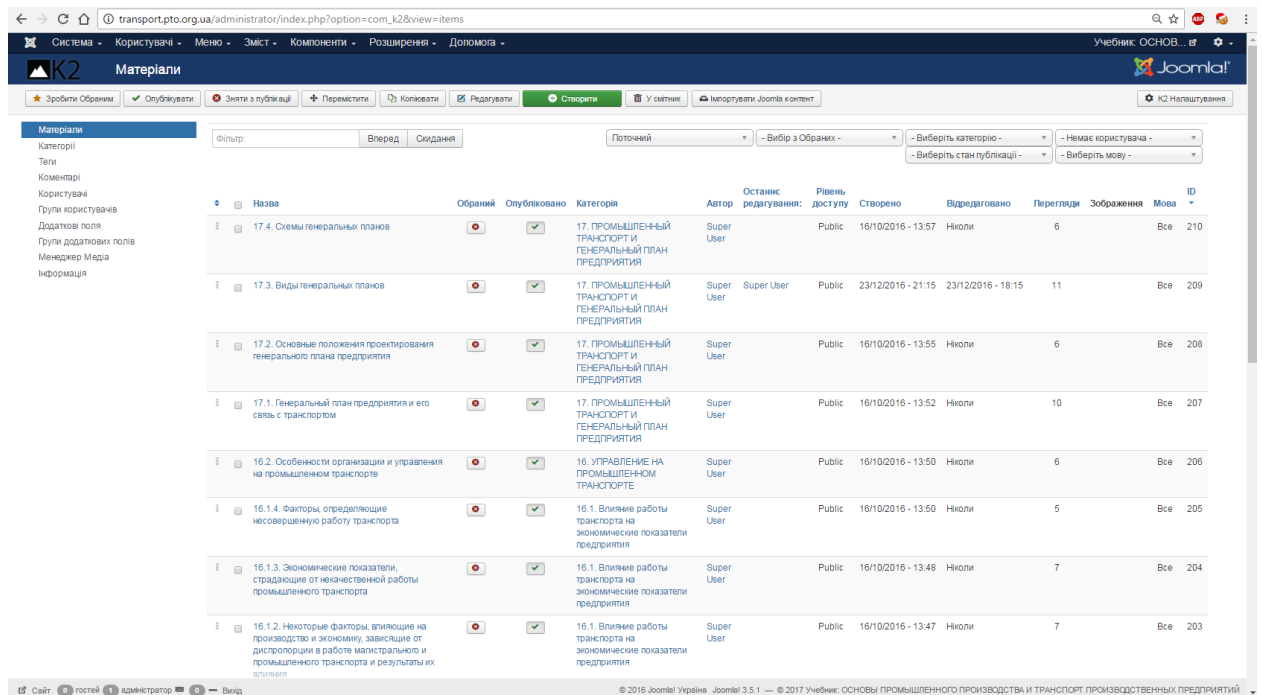 transport.pto.org.ua/administrator/index.php?option=com_k2&view=items
ABP
Система Користувачі Меню Зміст Компоненти Розширення Допомога
Учебник: ОСНОВ...
K2 Матеріали
Joomla!
Зробити Обраним Опублікувати Зняти з публікації Перемістити Копіювати Редагувати Створити У смітник Імпортувати Joomla контент K2 Налаштування
Матеріали
Категорії
Теги
Коментарі
Користувачі
Групи користувачів
Додаткові поля
Групи додаткових полів
Менеджер Медіа
Інформація
Фільтр: Вперед Скидання
Поточний - Вибір з Обраних - - Виберіть категорію - - Немає користувача -
- Виберіть стан публікації - - Виберіть мову -
Назва Обраний Опубліковано Категорія Автор Останнє редагування: Рівень доступу Створено Відредаговано Перегляди Зображення Мова ID
17.4. Схемы генеральных планов
17. ПРОМЫШЛЕННЫЙ ТРАНСПОРТ И ГЕНЕРАЛЬНЫЙ ПЛАН ПРЕДПРИЯТИЯ
Super User Public 16/10/2016 - 13:57 Ніколи 6 Все 210
17.3. Виды генеральных планов
17. ПРОМЫШЛЕННЫЙ ТРАНСПОРТ И ГЕНЕРАЛЬНЫЙ ПЛАН ПРЕДПРИЯТИЯ
Super User Super User Public 23/12/2016 - 21:15 23/12/2016 - 18:15 11 Все 209
17.2. Основные положения проектирования генерального плана предприятия
17. ПРОМЫШЛЕННЫЙ ТРАНСПОРТ И ГЕНЕРАЛЬНЫЙ ПЛАН ПРЕДПРИЯТИЯ
Super User Public 16/10/2016 - 13:55 Ніколи 6 Все 208
17.1. Генеральный план предприятия и его связь с транспортом
17. ПРОМЫШЛЕННЫЙ ТРАНСПОРТ И ГЕНЕРАЛЬНЫЙ ПЛАН ПРЕДПРИЯТИЯ
Super User Public 16/10/2016 - 13:52 Ніколи 10 Все 207
16.2. Особенности организации и управления на промышленном транспорте
16. УПРАВЛЕНИЕ НА ПРОМЫШЛЕННОМ ТРАНСПОРТЕ
Super User Public 16/10/2016 - 13:50 Ніколи 6 Все 206
16.1.4. Факторы, определяющие несовершенную работу транспорта
16.1. Влияние работы транспорта на экономические показатели предприятия
Super User Public 16/10/2016 - 13:50 Ніколи 5 Все 205
16.1.3. Экономические показатели, страдающие от некачественной работы промышленного транспорта
16.1. Влияние работы транспорта на экономические показатели предприятия
Super User Public 16/10/2016 - 13:48 Ніколи 7 Все 204
16.1.2. Некоторые факторы, влияющие на производство и экономику, зависящие от диспропорции в работе магистрального и промышленного транспорта и результаты их влияния
16.1. Влияние работы транспорта на экономические показатели предприятия
Super User Public 16/10/2016 - 13:47 Ніколи 7 Все 203
Сайт 0 гостей 1 адміністратор 0 Вихід
© 2016 Joomla! Україна Joomla! 3.5.1 — © 2017 Учебник: ОСНОВЫ ПРОМЫШЛЕННОГО ПРОИЗВОДСТВА И ТРАНСПОРТ ПРОИЗВОДСТВЕННЫХ ПРЕДПРИЯТИЙ